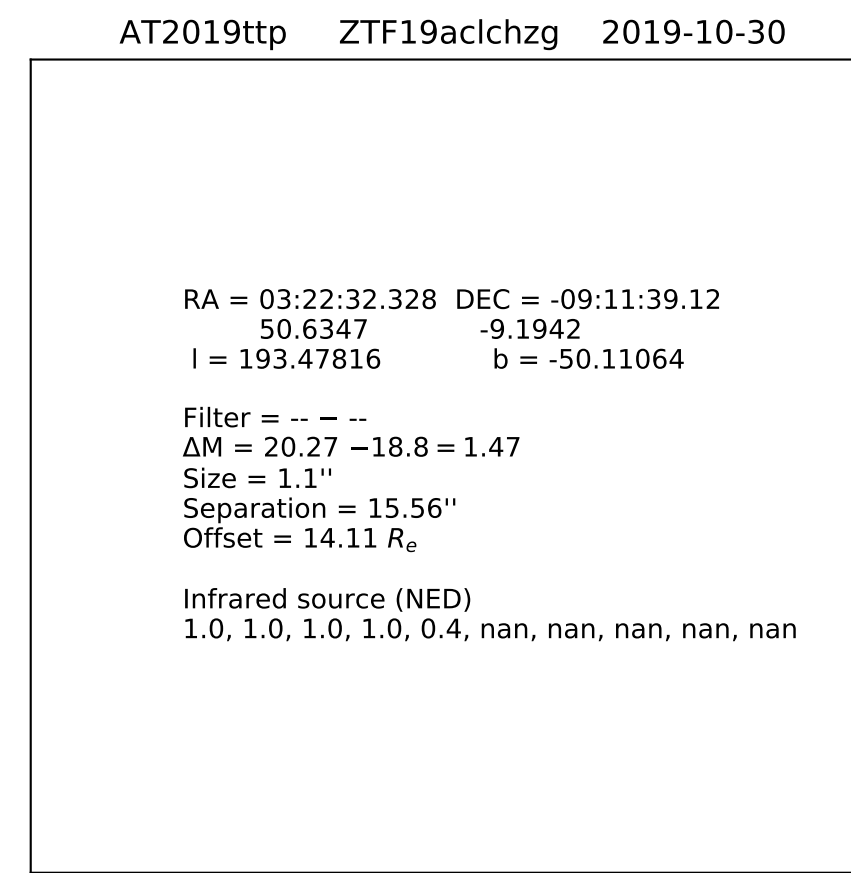 AT2019ttp ZTF19aclchzg 2019-10-30
RA = 03:22:32.328 DEC = -09:11:39.12
50.6347 -9.1942
l = 193.47816 b = -50.11064
Filter = -- − --
ΔM = 20.27 −18.8 = 1.47
Size = 1.1''
Separation = 15.56''
Offset = 14.11 Re
Infrared source (NED)
1.0, 1.0, 1.0, 1.0, 0.4, nan, nan, nan, nan, nan